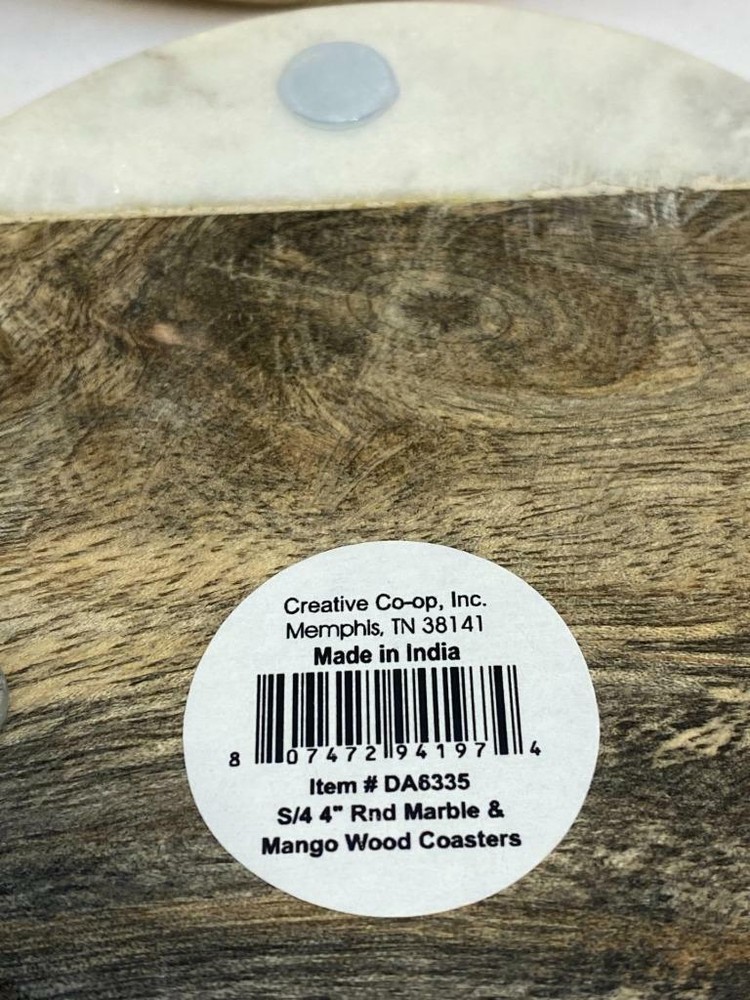 Creative Co-op, Inc.
Memphis, TN 38141
Made in India
8 07472 94197 4
Item # DA6335
S/4 4" Rnd Marble &
Mango Wood Coasters